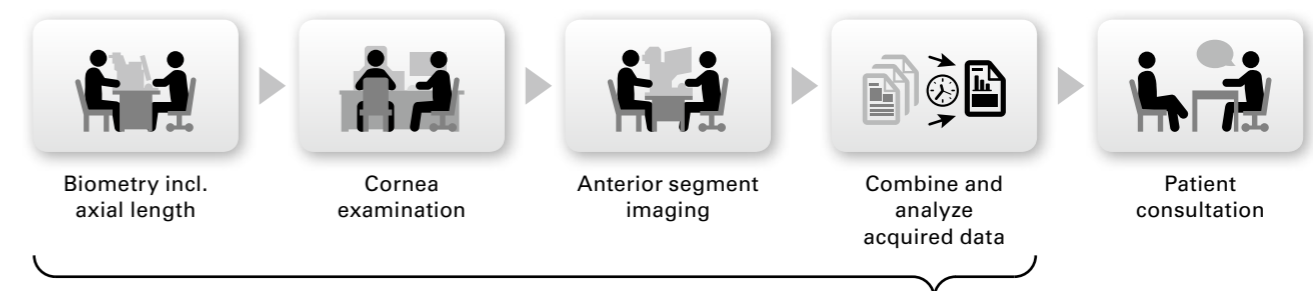 Biometry incl.
axial length
Cornea
examination
Anterior segment
imaging
Combine and
analyze
acquired data
Patient
consultation